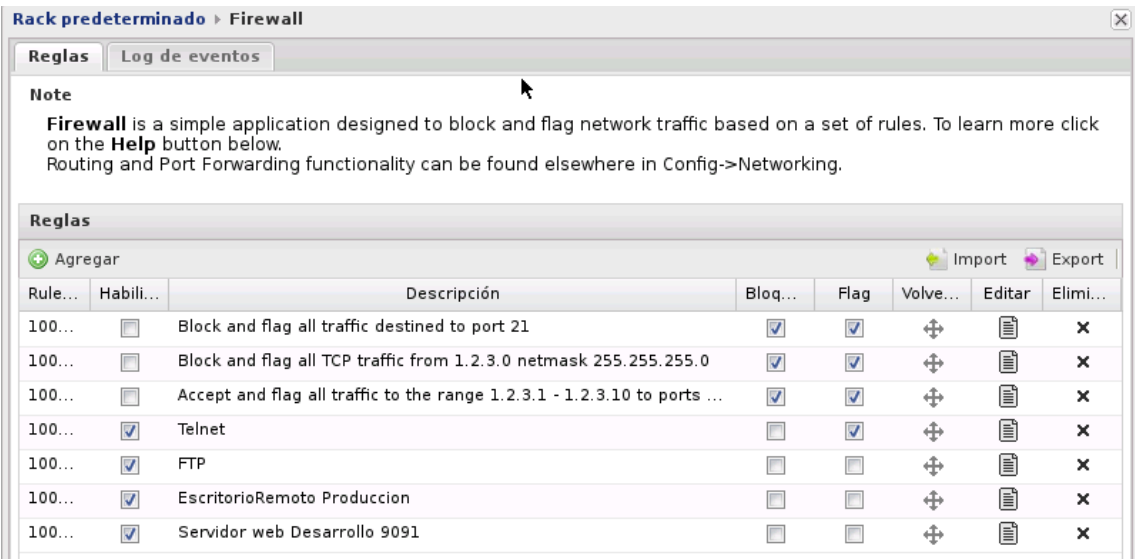 Rack predeterminado Firewall
Reglas Log de eventos
Note
Firewall is a simple application designed to block and flag network traffic based on a set of rules. To learn more click
on the Help button below.
Routing and Port Forwarding functionality can be found elsewhere in Config->Networking.
Reglas
Agregar Import Export
Rule... Habili... Descripción Bloq... Flag Volve... Editar Elimi...
100... Block and flag all traffic destined to port 21
100... Block and flag all TCP traffic from 1.2.3.0 netmask 255.255.255.0
100... Accept and flag all traffic to the range 1.2.3.1 - 1.2.3.10 to ports ...
100... Telnet
100... FTP
100... EscritorioRemoto Produccion
100... Servidor web Desarrollo 9091